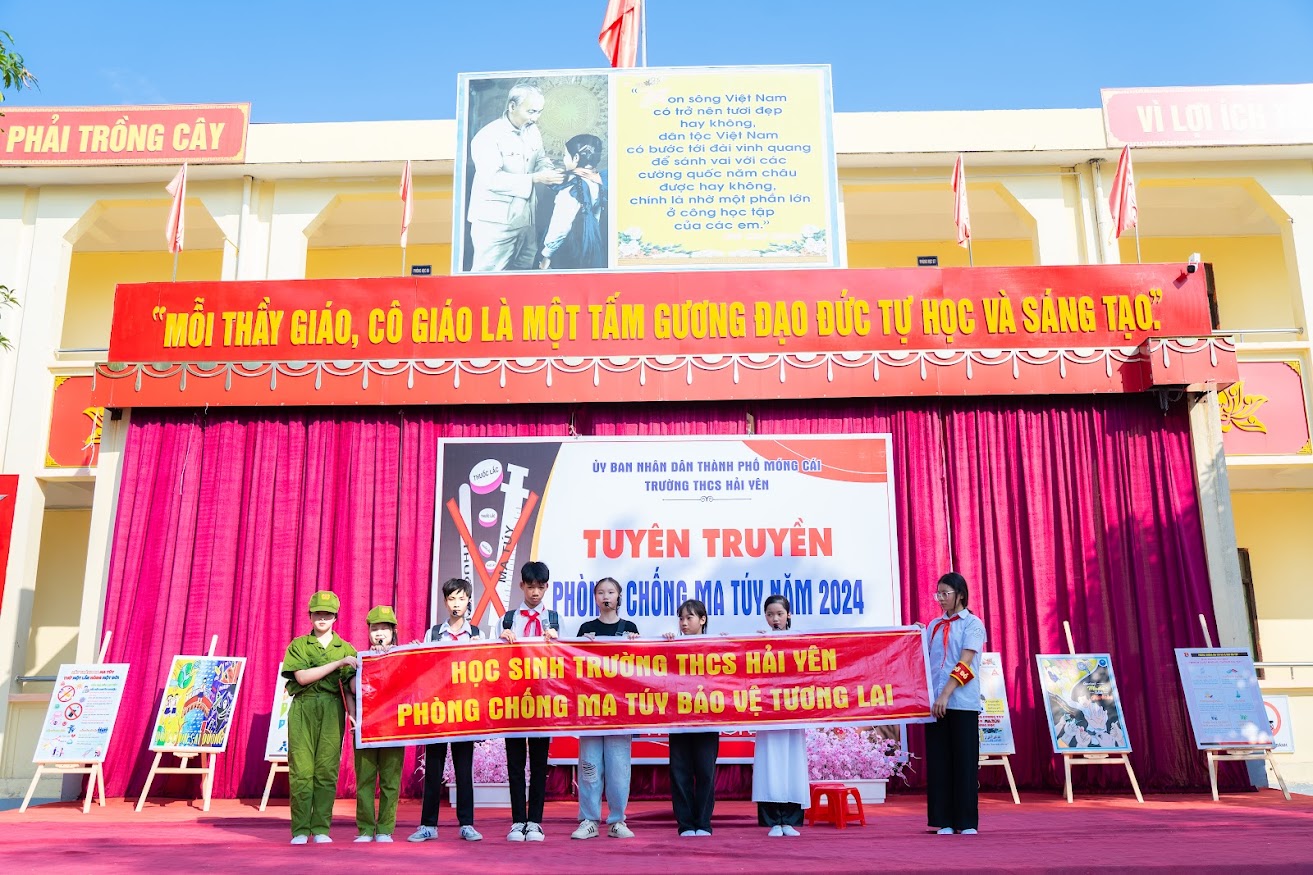 PHẢI TRỒNG CÂY
on sông Việt Nam
có trở nên tươi đẹp
hay không,
dân tộc Việt Nam
có bước tới đài vinh quang
để sánh vai với các
cường quốc năm châu
được hay không,
chính là nhờ một phần lớn
ở công học tập
của các em."
VÌ LỢI ÍCH T
"MỖI THẦY GIÁO, CÔ GIÁO LÀ MỘT TẤM GƯƠNG ĐẠO ĐỨC TỰ HỌC VÀ SÁNG TẠO."
THUỐC LẮC
MA TÚY
ỦY BAN NHÂN DÂN THÀNH PHỐ MÓNG CÁI
TRƯỜNG THCS HẢI YÊN
TUYÊN TRUYỀN
PHÒNG CHỐNG MA TÚY NĂM 2024
HỌC SINH TRƯỜNG THCS HẢI YÊN
PHÒNG CHỐNG MA TÚY BẢO VỆ TƯƠNG LAI